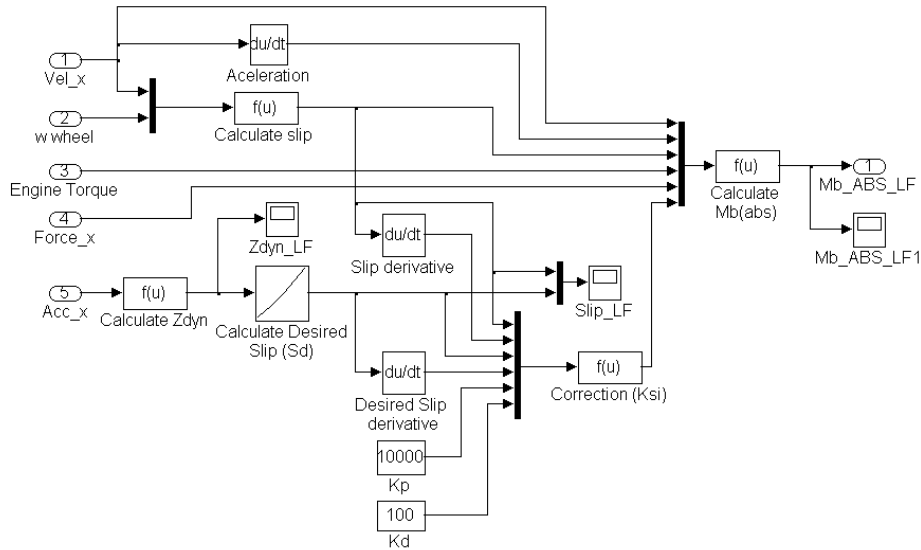 1
Vel_x
du/dt
Aceleration
2
w wheel
f(u)
Calculate slip
3
Engine Torque
4
Force_x
Zdyn_LF
du/dt
Slip derivative
f(u)
Calculate
Mb(abs)
1
Mb_ABS_LF
Mb_ABS_LF1
5
Acc_x
f(u)
Calculate Zdyn
Calculate Desired
Slip (Sd)
Slip_LF
du/dt
Desired Slip
derivative
f(u)
Correction (Ksi)
10000
Kp
100
Kd